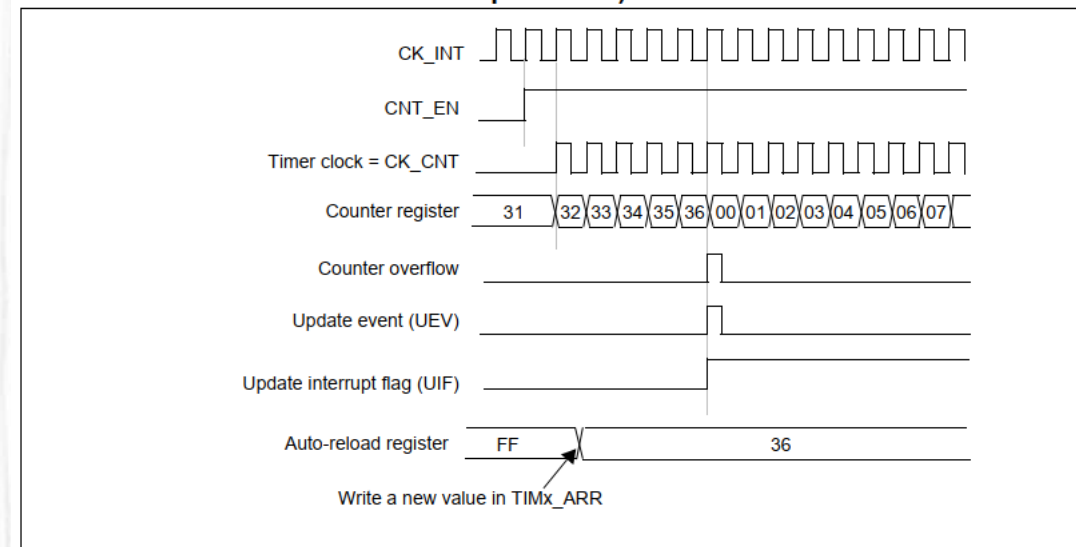 CK_INT
CNT_EN
Timer clock = CK_CNT
Counter register 31 32 33 34 35 36 00 01 02 03 04 05 06 07
Counter overflow
Update event (UEV)
Update interrupt flag (UIF)
Auto-reload register FF 36
Write a new value in TIMx_ARR